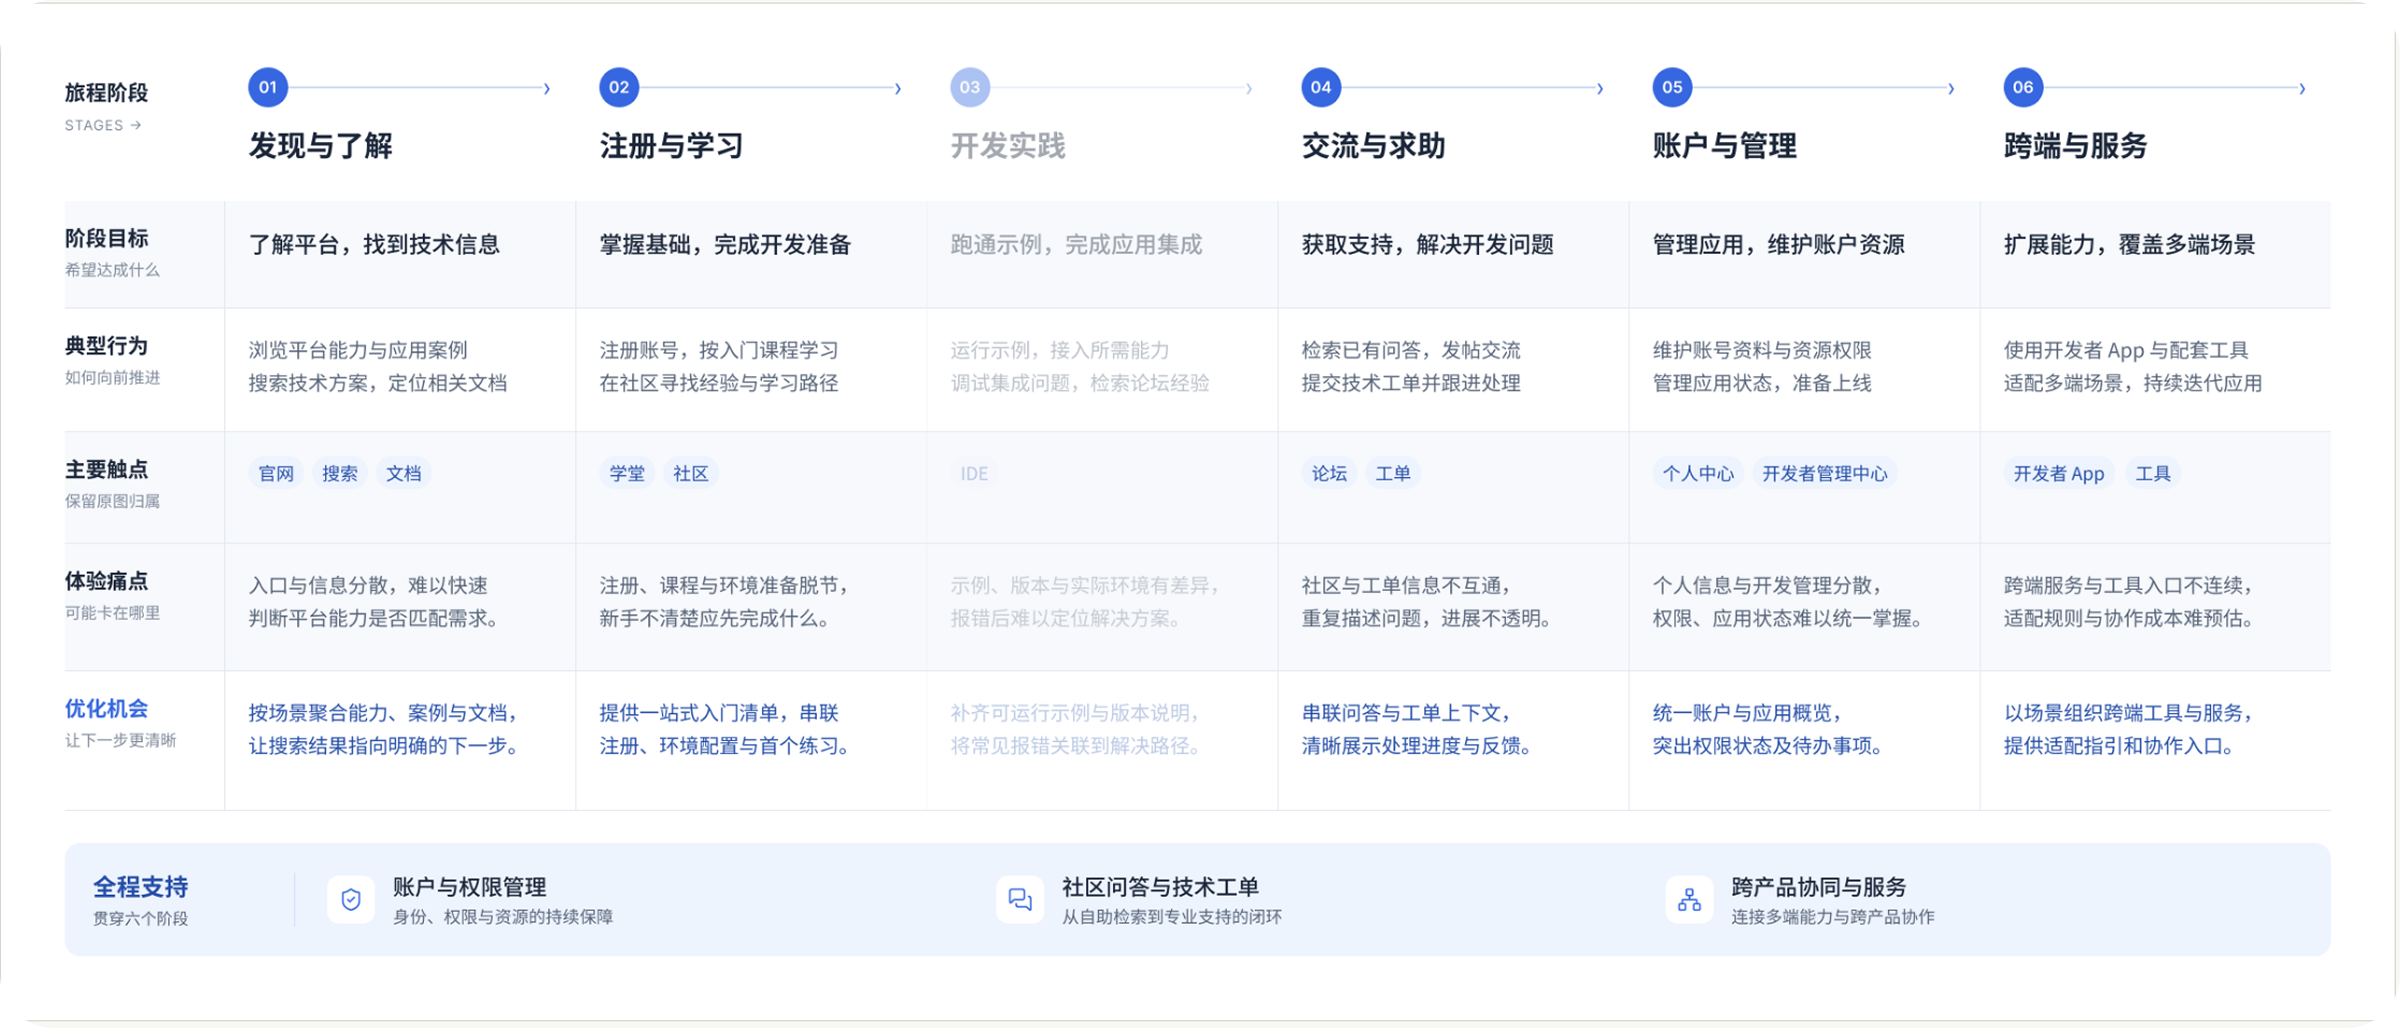 旅程阶段
STAGES →
01
发现与了解
02
注册与学习
03
开发实践
04
交流与求助
05
账户与管理
06
跨端与服务
阶段目标
希望达成什么
了解平台，找到技术信息
掌握基础，完成开发准备
跑通示例，完成应用集成
获取支持，解决开发问题
管理应用，维护账户资源
扩展能力，覆盖多端场景
典型行为
如何向前推进
浏览平台能力与应用案例
搜索技术方案，定位相关文档
注册账号，按入门课程学习
在社区寻找经验与学习路径
运行示例，接入所需能力
调试集成问题，检索论坛经验
检索已有问答，发帖交流
提交技术工单并跟进处理
维护账号资料与资源权限
管理应用状态，准备上线
使用开发者 App 与配套工具
适配多端场景，持续迭代应用
主要触点
保留原图归属
官网 搜索 文档
学堂 社区
IDE
论坛 工单
个人中心 开发者管理中心
开发者 App 工具
体验痛点
可能卡在哪里
入口与信息分散，难以快速
判断平台能力是否匹配需求。
注册、课程与环境准备脱节，
新手不清楚应先完成什么。
示例、版本与实际环境有差异，
报错后难以定位解决方案。
社区与工单信息不互通，
重复描述问题，进展不透明。
个人信息与开发管理分散，
权限、应用状态难以统一掌握。
跨端服务与工具入口不连续，
适配规则与协作成本难预估。
优化机会
让下一步更清晰
按场景聚合能力、案例与文档，
让搜索结果指向明确的下一步。
提供一站式入门清单，串联
注册、环境配置与首个练习。
补齐可运行示例与版本说明，
将常见报错关联到解决路径。
串联问答与工单上下文，
清晰展示处理进度与反馈。
统一账户与应用概览，
突出权限状态及待办事项。
以场景组织跨端工具与服务，
提供适配指引和协作入口。
全程支持
贯穿六个阶段
账户与权限管理
身份、权限与资源的持续保障
社区问答与技术工单
从自助检索到专业支持的闭环
跨产品协同与服务
连接多端能力与跨产品协作